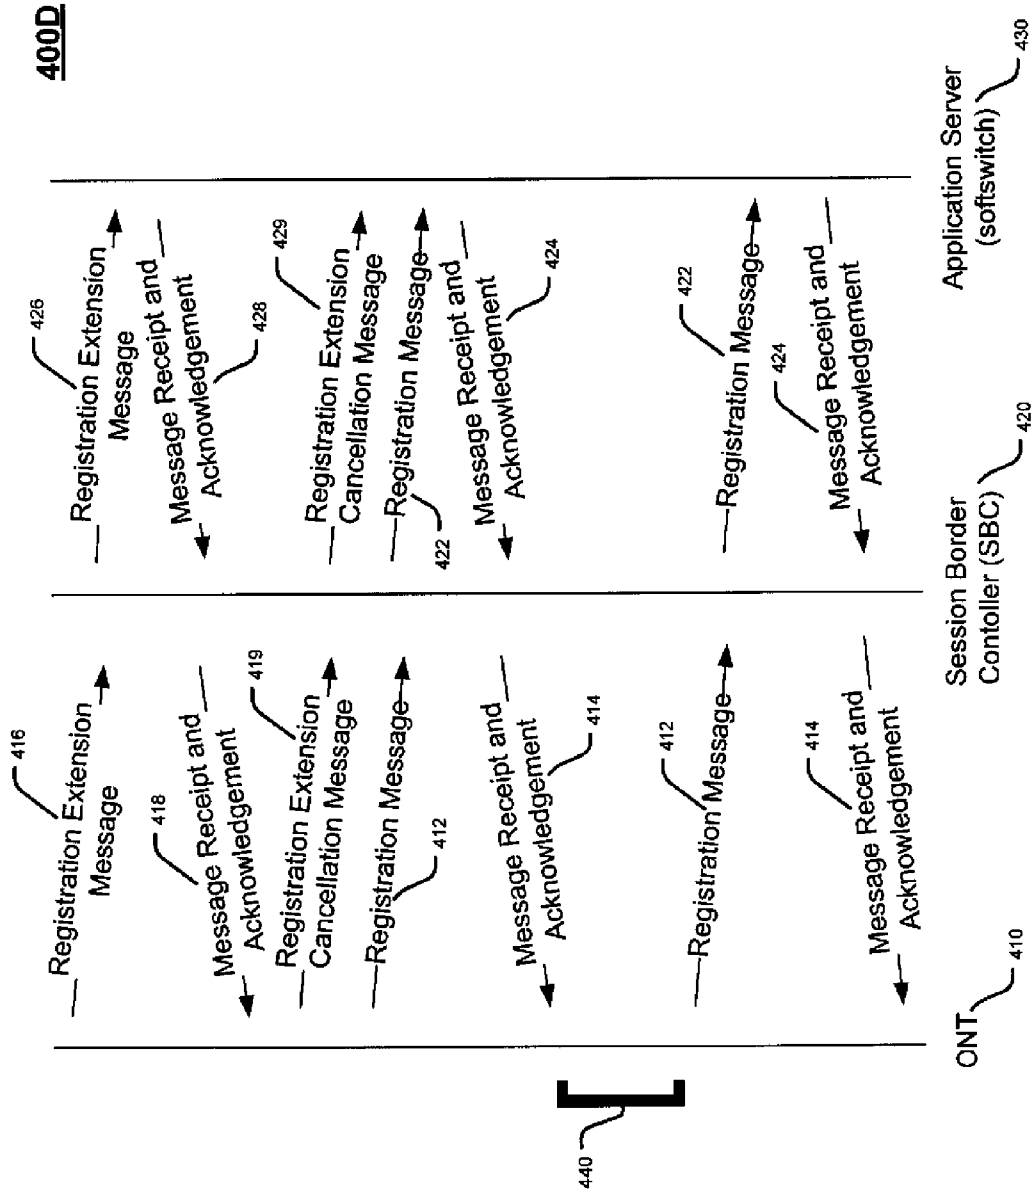 400D
416
Registration Extension
Message
418
Message Receipt and
Acknowledgement
419
Registration Extension
Cancellation Message
Registration Message
412
Message Receipt and
Acknowledgement
414
440
412
Registration Message
414
Message Receipt and
Acknowledgement
426
Registration Extension
Message
Message Receipt and
Acknowledgement
428
429
Registration Extension
Cancellation Message
Registration Message
422
Message Receipt and
Acknowledgement
424
422
Registration Message
424
Message Receipt and
Acknowledgement
ONT
410
Session Border
Contoller (SBC)
420
Application Server
(softswitch)
430